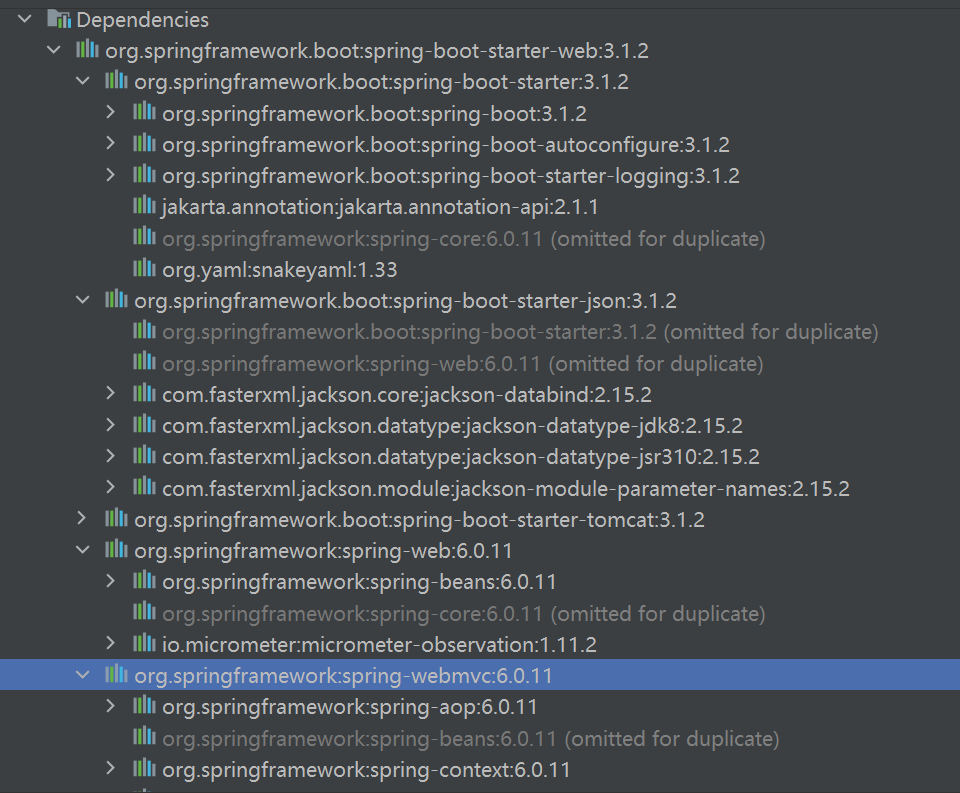 Dependencies
org.springframework.boot:spring-boot-starter-web:3.1.2
org.springframework.boot:spring-boot-starter:3.1.2
org.springframework.boot:spring-boot:3.1.2
org.springframework.boot:spring-boot-autoconfigure:3.1.2
org.springframework.boot:spring-boot-starter-logging:3.1.2
jakarta.annotation:jakarta.annotation-api:2.1.1
org.springframework:spring-core:6.0.11 (omitted for duplicate)
org.yaml:snakeyaml:1.33
org.springframework.boot:spring-boot-starter-json:3.1.2
org.springframework.boot:spring-boot-starter:3.1.2 (omitted for duplicate)
org.springframework:spring-web:6.0.11 (omitted for duplicate)
com.fasterxml.jackson.core:jackson-databind:2.15.2
com.fasterxml.jackson.datatype:jackson-datatype-jdk8:2.15.2
com.fasterxml.jackson.datatype:jackson-datatype-jsr310:2.15.2
com.fasterxml.jackson.module:jackson-module-parameter-names:2.15.2
org.springframework.boot:spring-boot-starter-tomcat:3.1.2
org.springframework:spring-web:6.0.11
org.springframework:spring-beans:6.0.11
org.springframework:spring-core:6.0.11 (omitted for duplicate)
io.micrometer:micrometer-observation:1.11.2
org.springframework:spring-webmvc:6.0.11
org.springframework:spring-aop:6.0.11
org.springframework:spring-beans:6.0.11 (omitted for duplicate)
org.springframework:spring-context:6.0.11